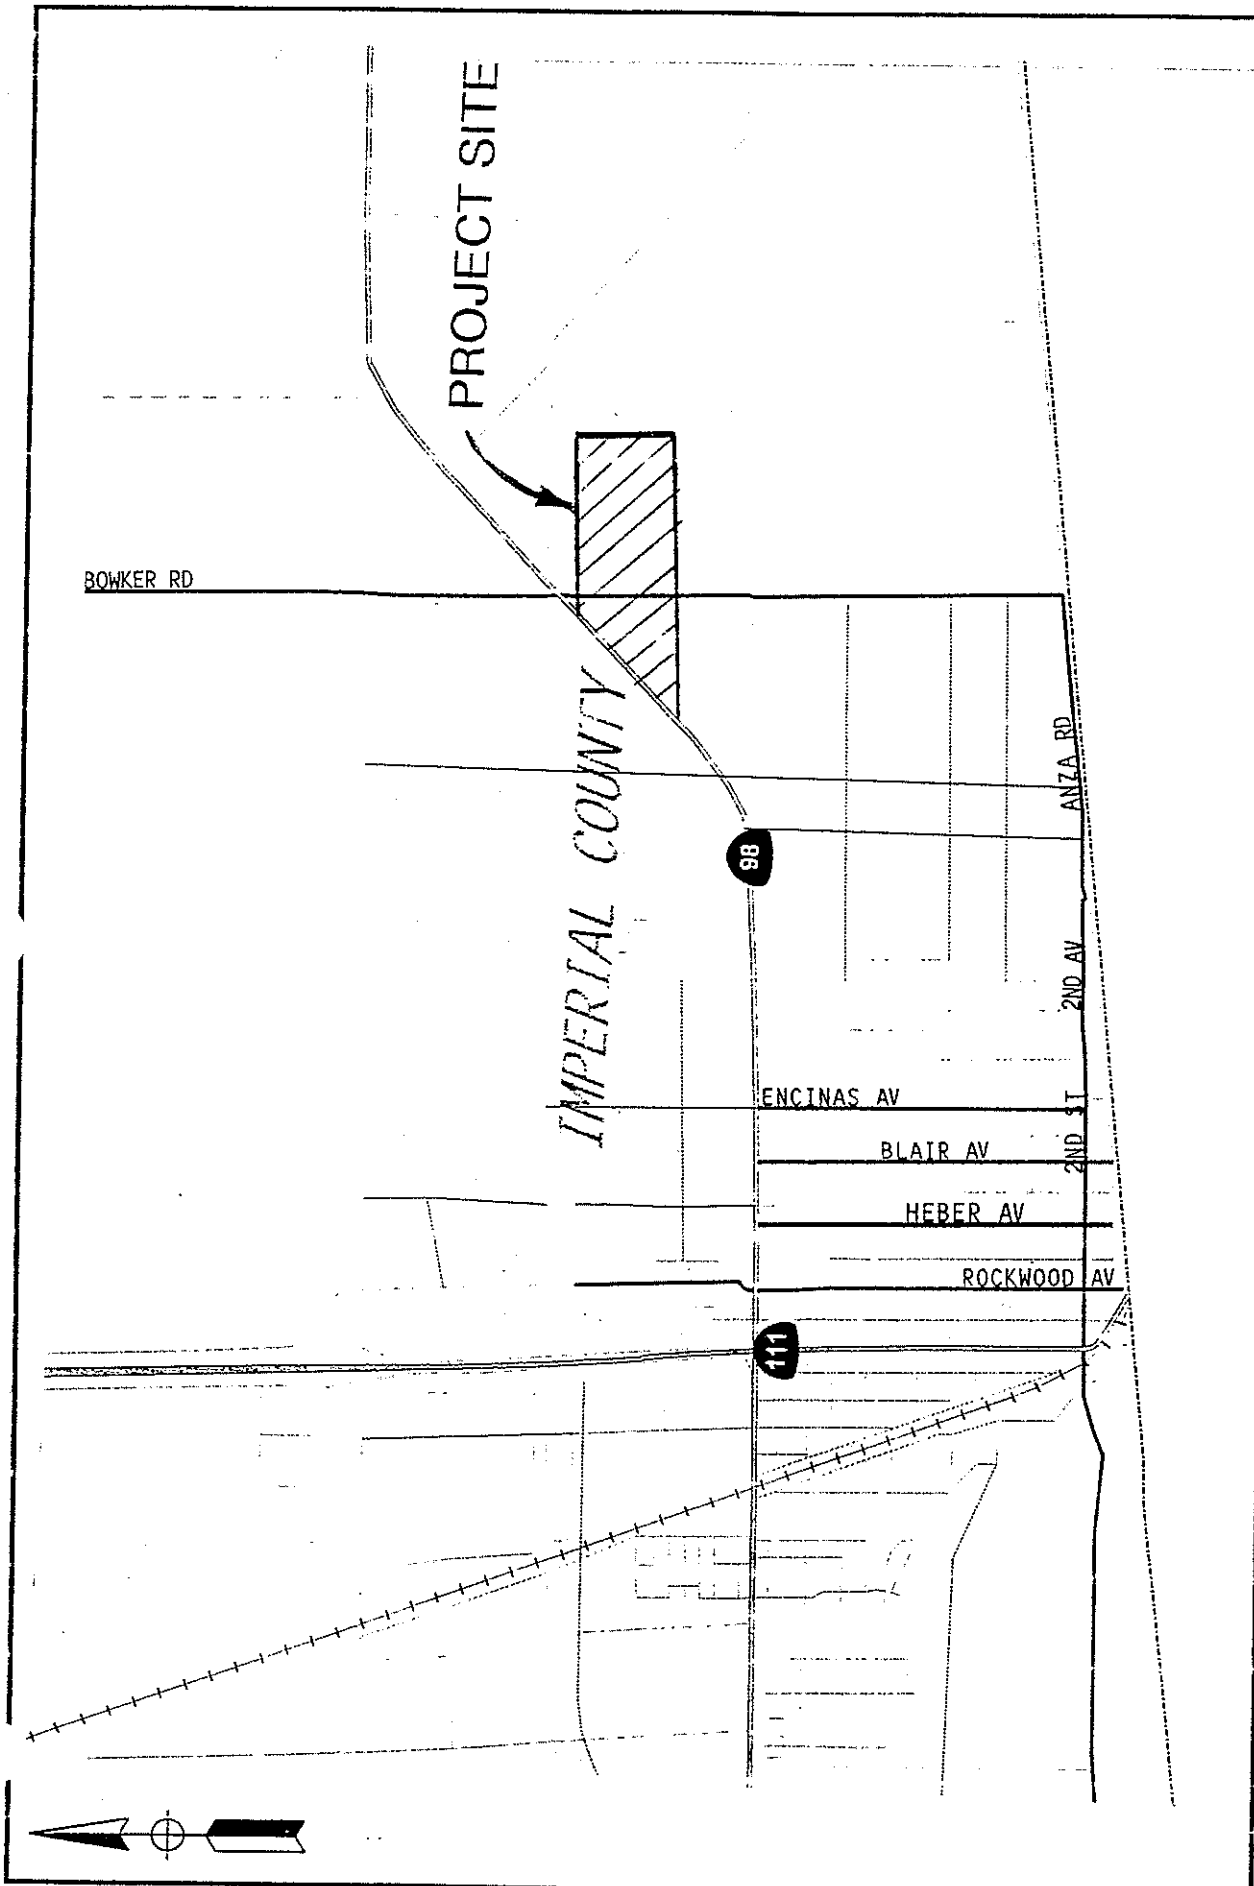 PROJECT SITE
BOWKER RD
IMPERIAL COUNTY
ANZA RD
98
2ND AV
ENCINAS AV
2ND ST
BLAIR AV
HEBER AV
ROCKWOOD AV
111